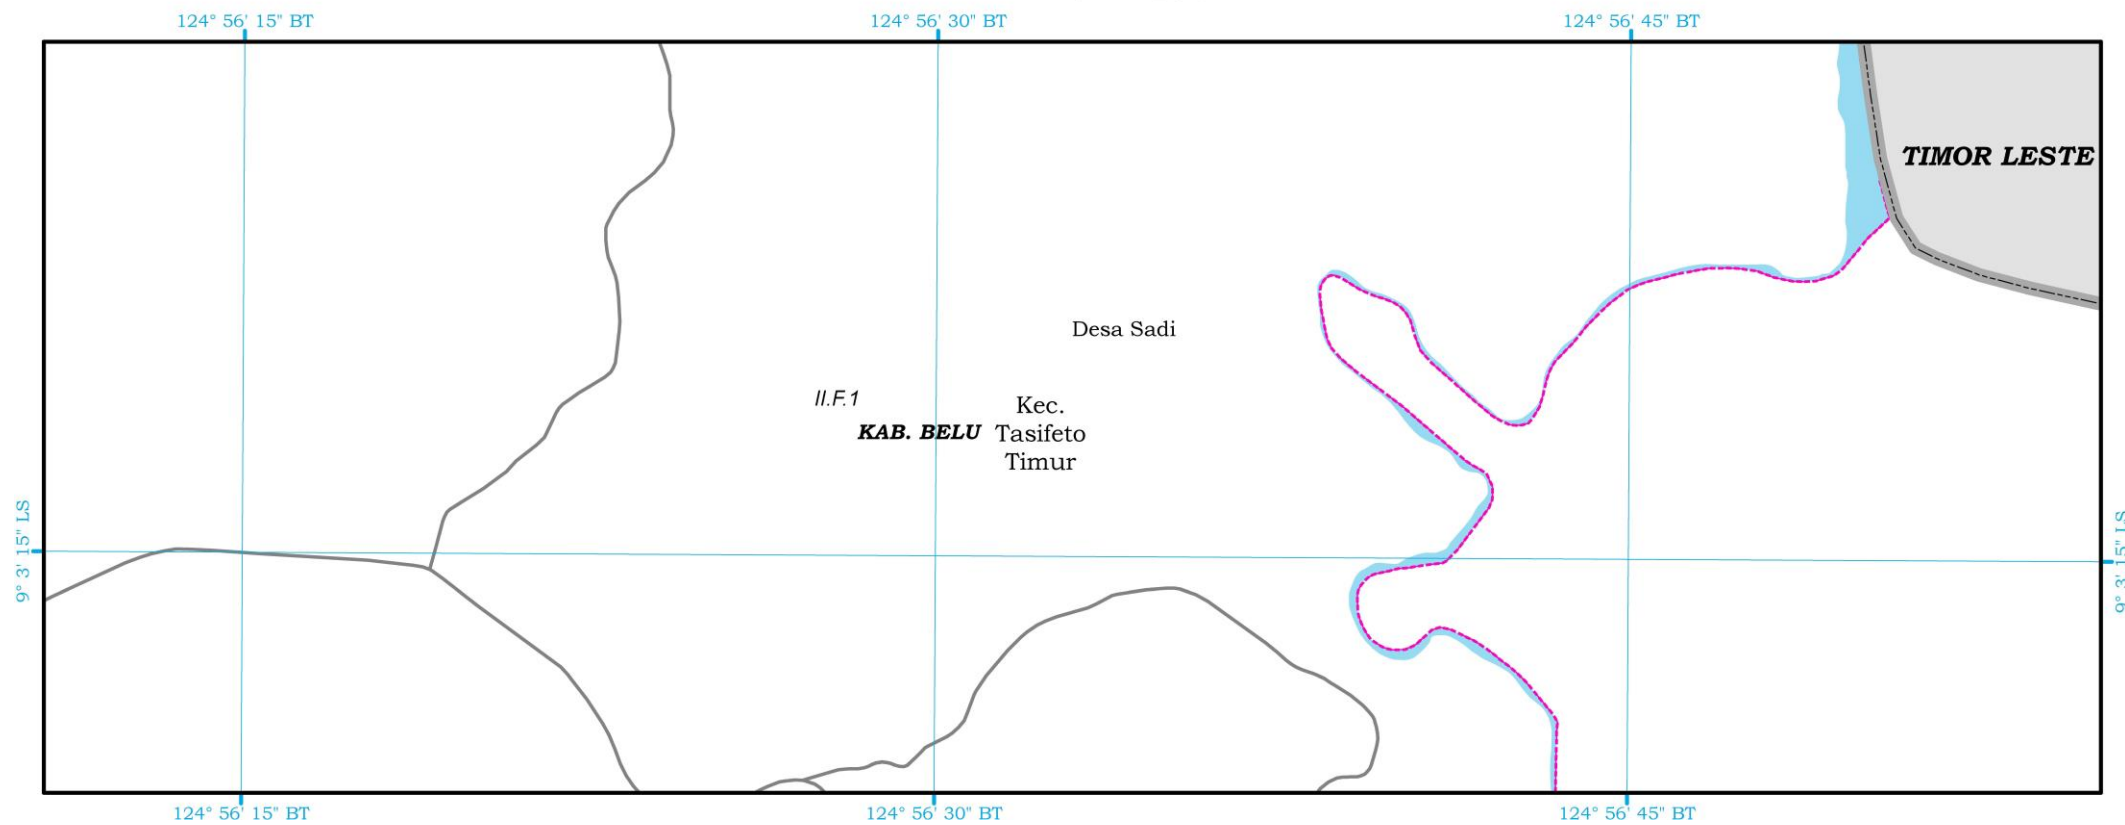 124° 56' 15" BT
124° 56' 30" BT
124° 56' 45" BT
TIMOR LESTE
Desa Sadi
II.F.1
Kec.
KAB. BELU
Tasifeto
Timur
9° 3' 15" LS
9° 3' 15" LS
124° 56' 15" BT
124° 56' 30" BT
124° 56' 45" BT